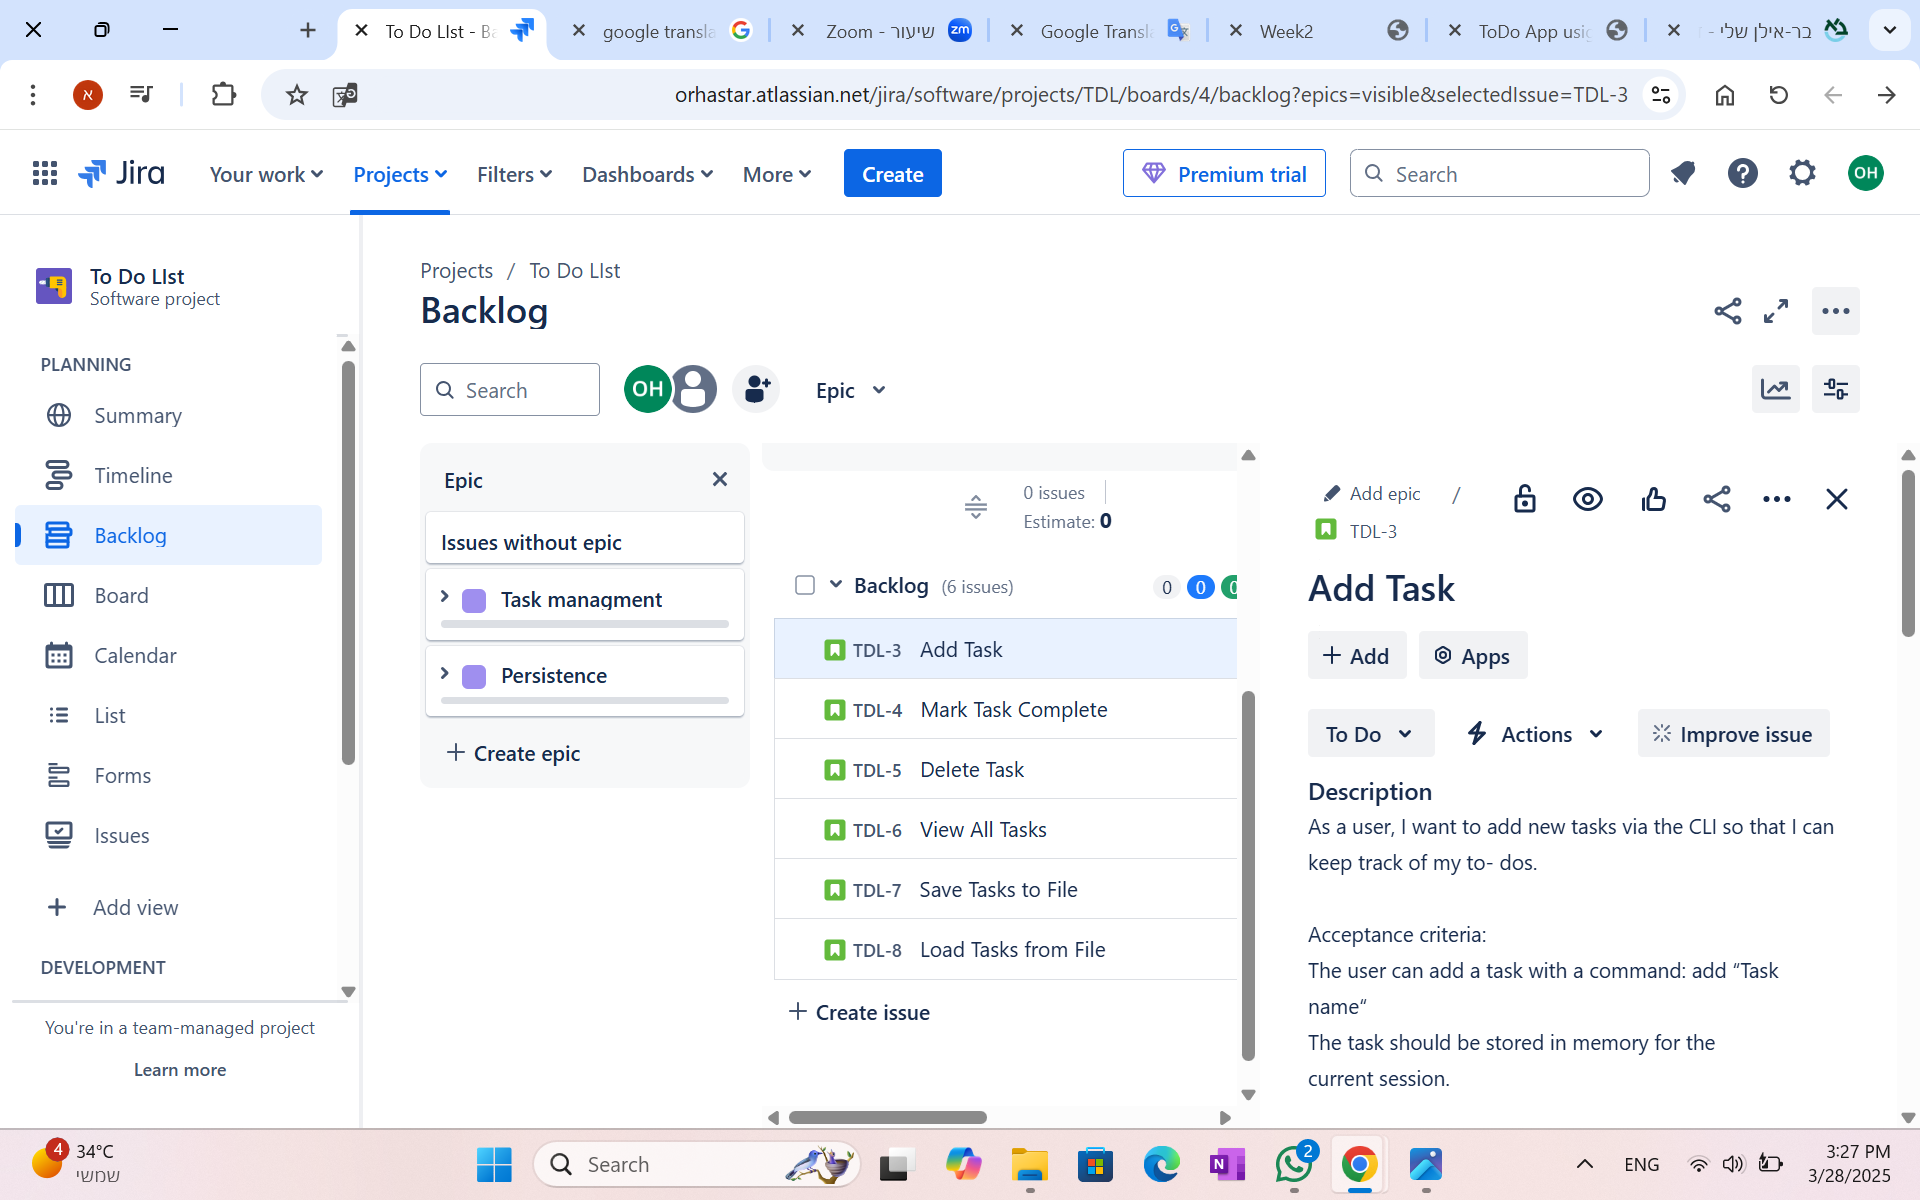 To Do LIst - Ba
google transla
Zoom - שיעור
Google Transla
Week2
ToDo App usi
בר-אילן שלי -
א
orhastar.atlassian.net/jira/software/projects/TDL/boards/4/backlog?epics=visible&selectedIssue=TDL-3
Jira
Your work
Projects
Filters
Dashboards
More
Create
Premium trial
Search
OH
To Do LIst
Software project
PLANNING
Summary
Timeline
Backlog
Board
Calendar
List
Forms
Issues
Add view
DEVELOPMENT
You're in a team-managed project
Learn more
Projects / To Do LIst
Backlog
Search
OH
Epic
Epic
Issues without epic
Task managment
Persistence
Create epic
0 issues
Estimate: 0
Backlog (6 issues)
0 0 0
TDL-3 Add Task
TDL-4 Mark Task Complete
TDL-5 Delete Task
TDL-6 View All Tasks
TDL-7 Save Tasks to File
TDL-8 Load Tasks from File
Create issue
Add epic /
TDL-3
Add Task
Add
Apps
To Do
Actions
Improve issue
Description
As a user, I want to add new tasks via the CLI so that I can
keep track of my to- dos.
Acceptance criteria:
The user can add a task with a command: add “Task
name“
The task should be stored in memory for the
current session.
4
34°C
שמשי
Search
zm
N
2
ENG
3:27 PM
3/28/2025